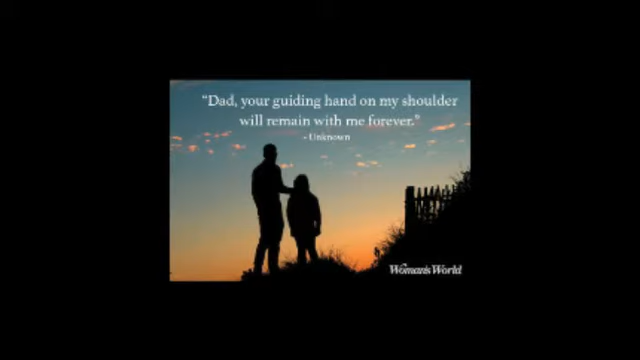 “Dad, your guiding hand on my shoulder
will remain with me forever.”
- Unknown
Woman's World